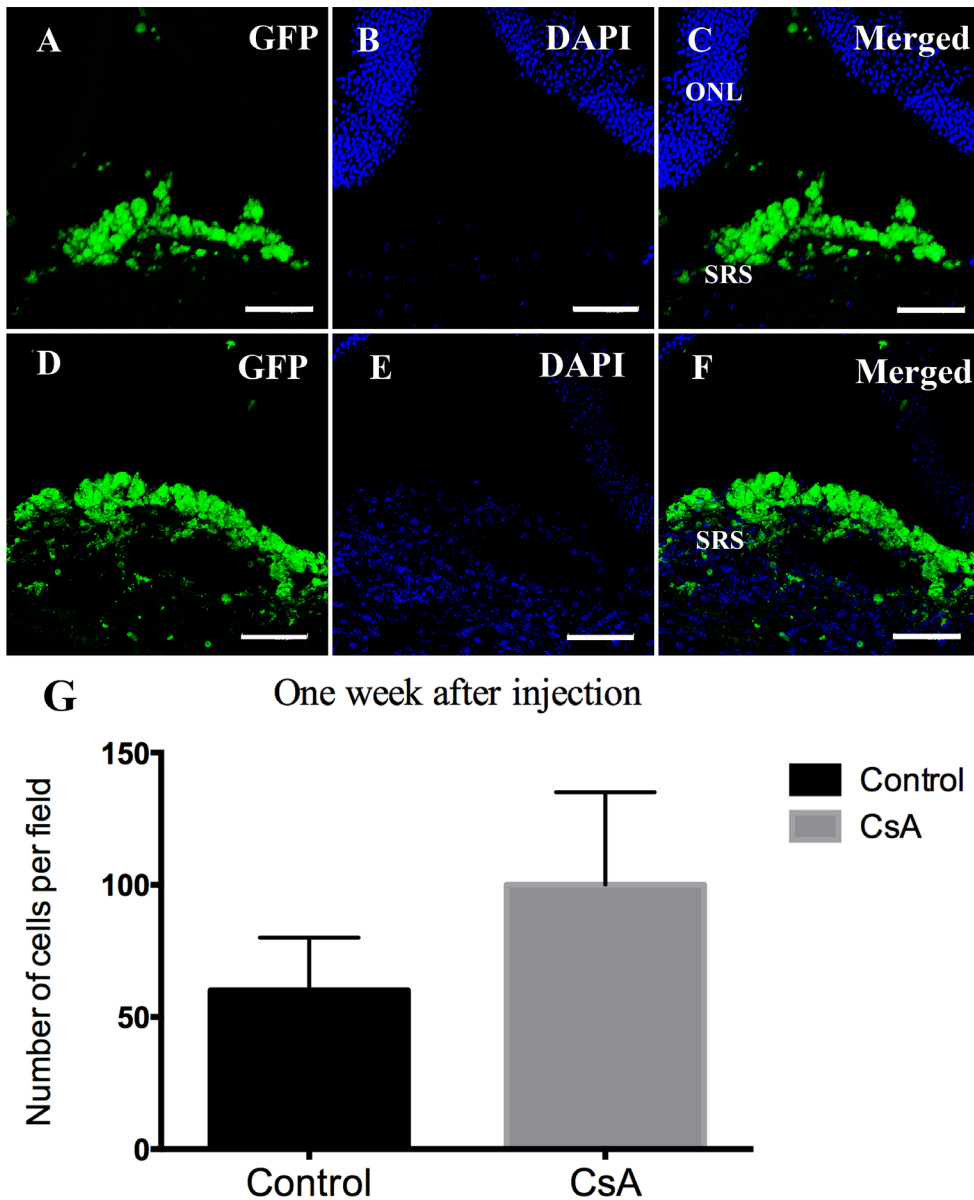 A GFP B DAPI C Merged
ONL
SRS
D GFP E DAPI F Merged
SRS
G One week after injection
Number of cells per field
150
100
50
0
Control
CsA
Control
CsA